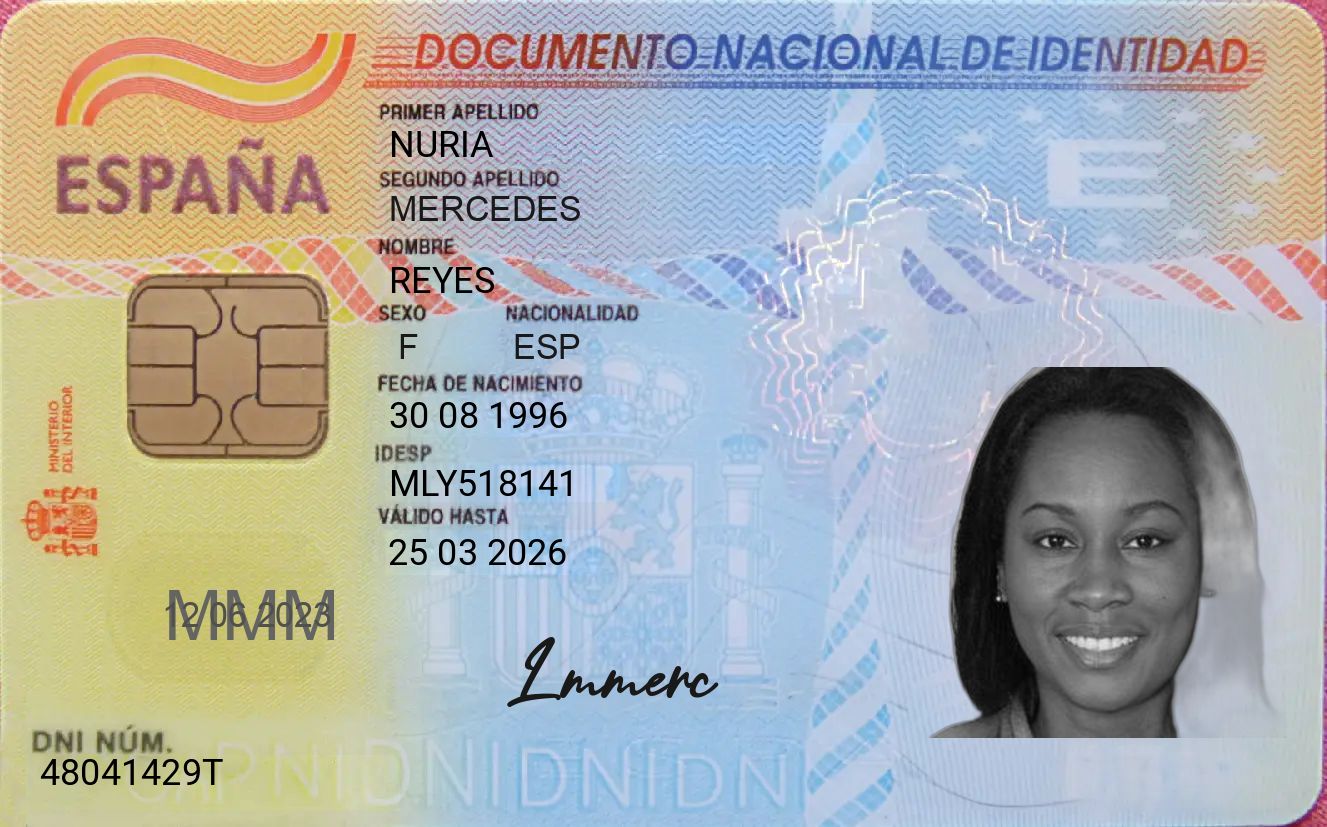 DOCUMENTO NACIONAL DE IDENTIDAD
ESPAÑA
PRIMER APELLIDO
NURIA
SEGUNDO APELLIDO
MERCEDES
NOMBRE
REYES
SEXO NACIONALIDAD
F ESP
FECHA DE NACIMIENTO
30 08 1996
IDESP
MLY518141
VÁLIDO HASTA
25 03 2026
MINISTERIO
DEL INTERIOR
E
MMM
12 06 2023
Lmmerc
DNI NÚM.
48041429T
DNIDNIDNIDN